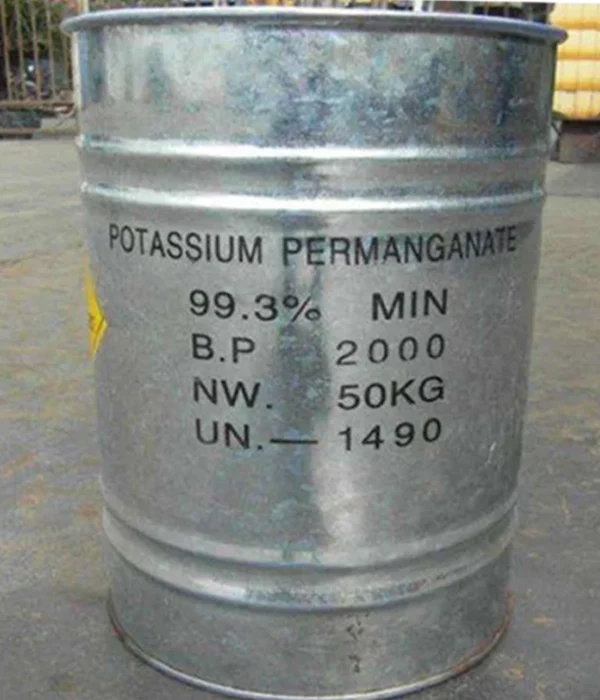 POTASSIUM PERMANGANATE
99.3% MIN
B.P 2000
NW. 50KG
UN.— 1490